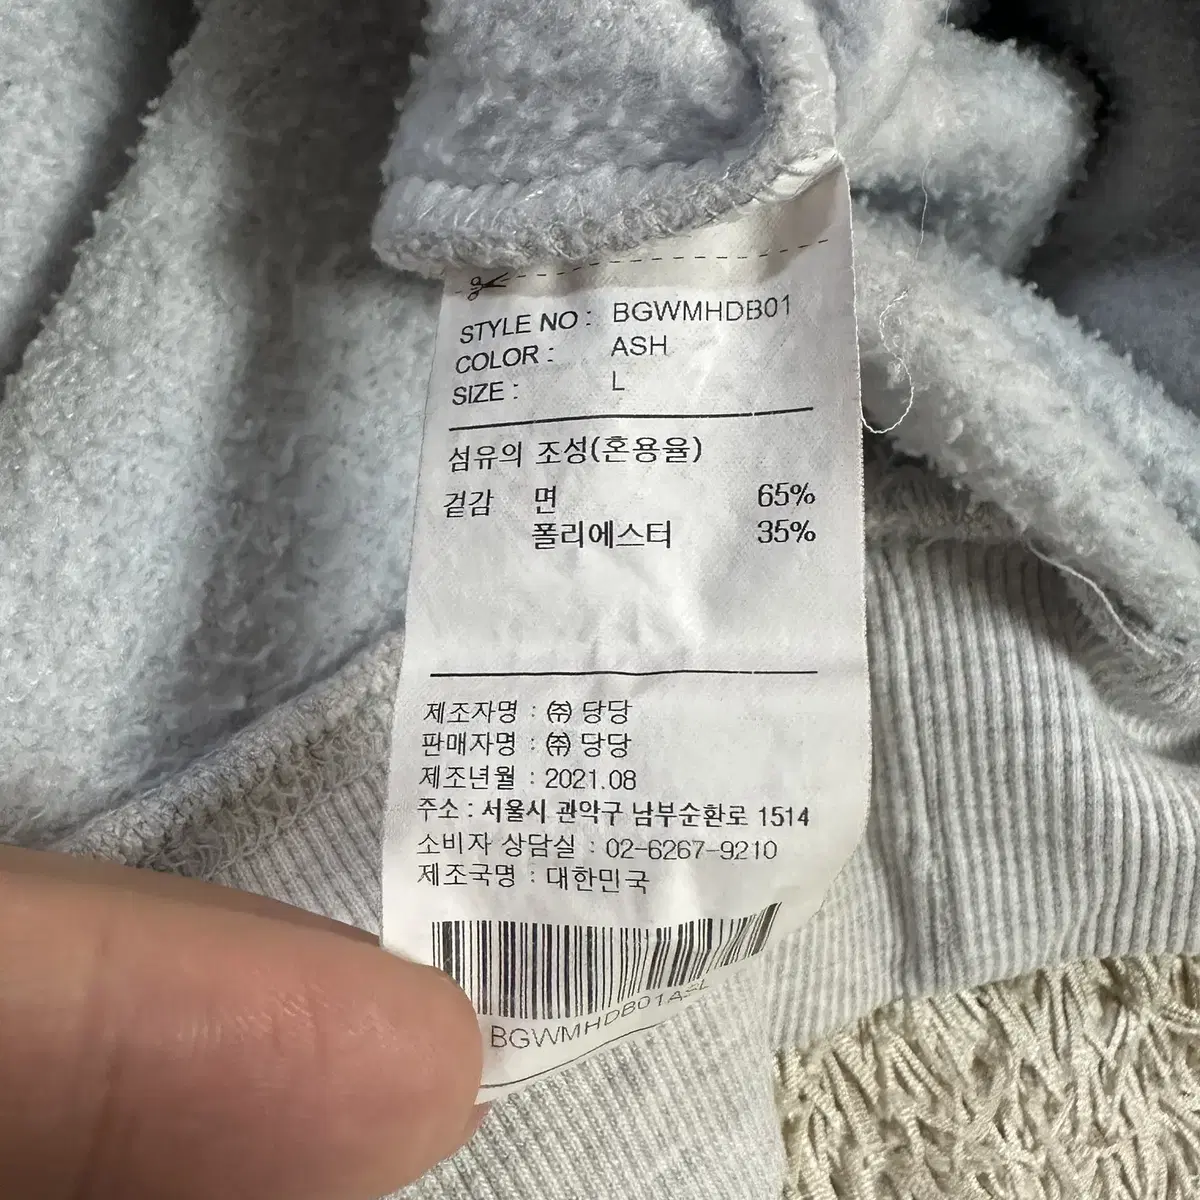 STYLE NO : BGWMHDB01
COLOR : ASH
SIZE : L
섬유의 조성(혼용율)
겉감 면 65%
폴리에스터 35%
제조자명 : ㈜ 당당
판매자명 : ㈜ 당당
제조년월 : 2021.08
주소 : 서울시 관악구 남부순환로 1514
소비자 상담실 : 02-6267-9210
제조국명 : 대한민국
BGWMHDB01ASL